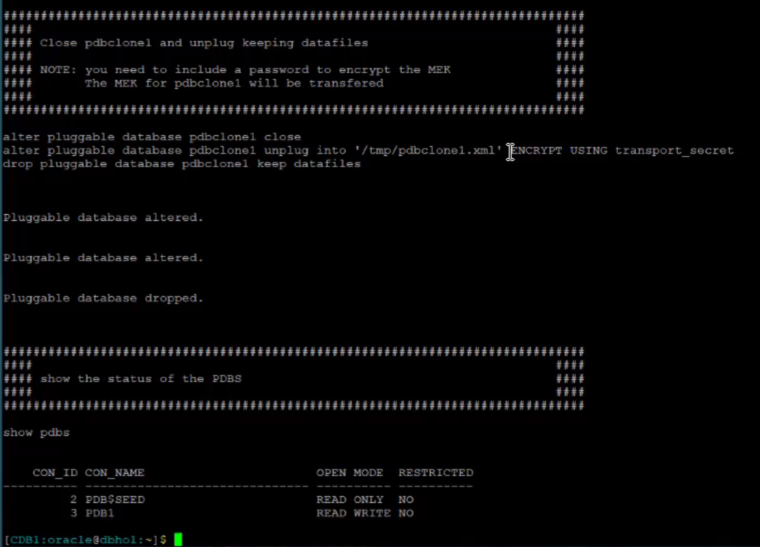 ##############################################################################
####                                                                      ####
#### Close pdbclone1 and unplug keeping datafiles                         ####
####                                                                      ####
#### NOTE: you need to include a password to encrypt the MEK              ####
####       The MEK for pdbclone1 will be transfered                       ####
####                                                                      ####
##############################################################################
alter pluggable database pdbclone1 close
alter pluggable database pdbclone1 unplug into '/tmp/pdbclone1.xml' ENCRYPT USING transport_secret
drop pluggable database pdbclone1 keep datafiles
Pluggable database altered.
Pluggable database altered.
Pluggable database dropped.
##############################################################################
####                                                                      ####
#### show the status of the PDBS                                          ####
####                                                                      ####
##############################################################################
show pdbs
    CON_ID CON_NAME                       OPEN MODE  RESTRICTED
---------- ------------------------------ ---------- ----------
         2 PDB$SEED                       READ ONLY  NO
         3 PDB1                           READ WRITE NO
[CDB1:oracle@dbhol:~]$